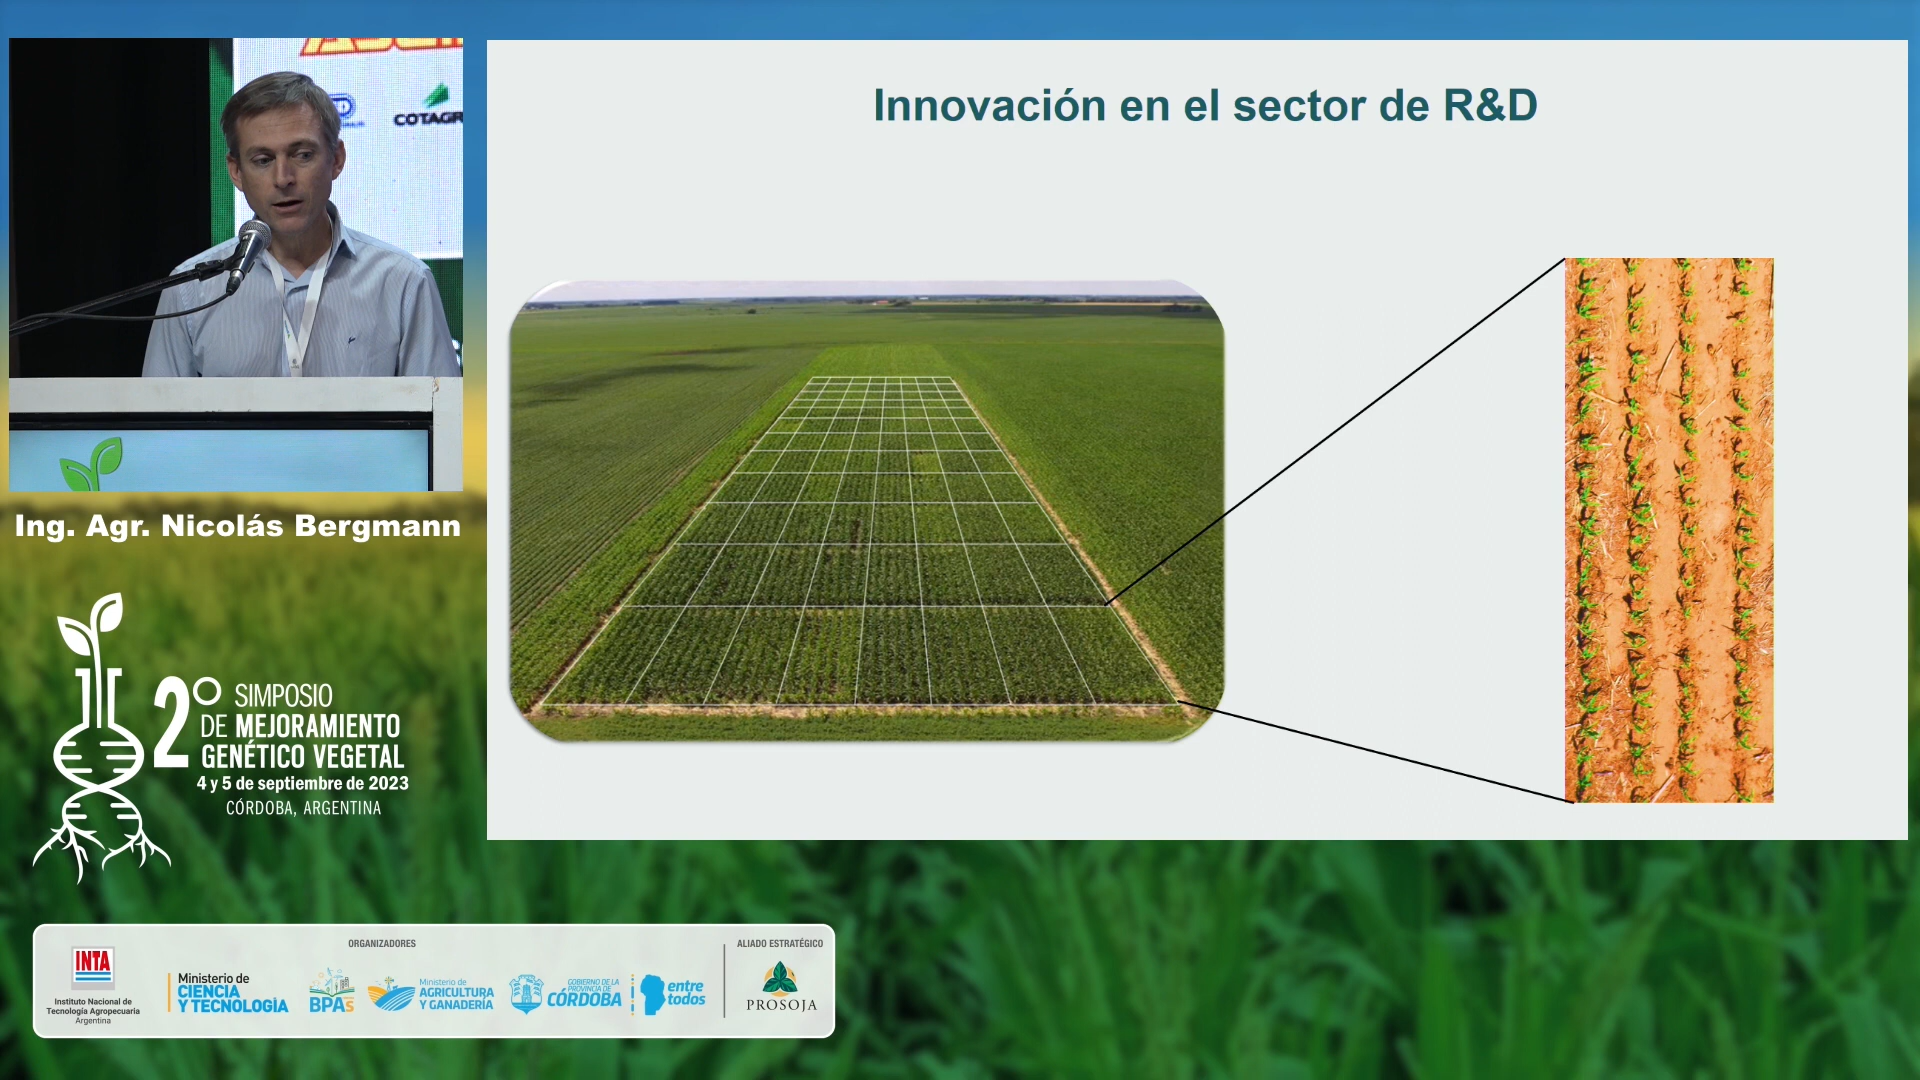 COTAGR
Innovación en el sector de R&D
Ing. Agr. Nicolás Bergmann
2° SIMPOSIO
DE MEJORAMIENTO
GENÉTICO VEGETAL
4 y 5 de septiembre de 2023
CÓRDOBA, ARGENTINA
ORGANIZADORES
ALIADO ESTRATÉGICO
INTA
Instituto Nacional de
Tecnología Agropecuaria
Argentina
Ministerio de
CIENCIA
Y TECNOLOGÍA
BPAs
Ministerio de
AGRICULTURA
Y GANADERÍA
GOBIERNO DE LA
PROVINCIA DE
CÓRDOBA
entre
todos
PROSOJA